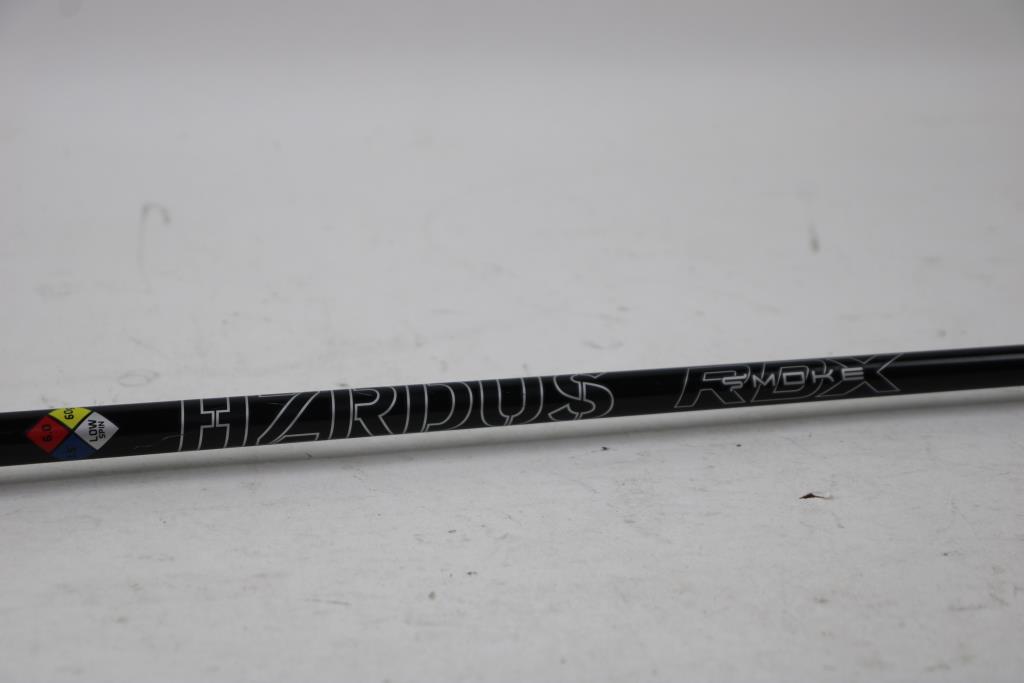 6.0
60
LOW
SPIN
HZRDUS
SMOKE
RDX